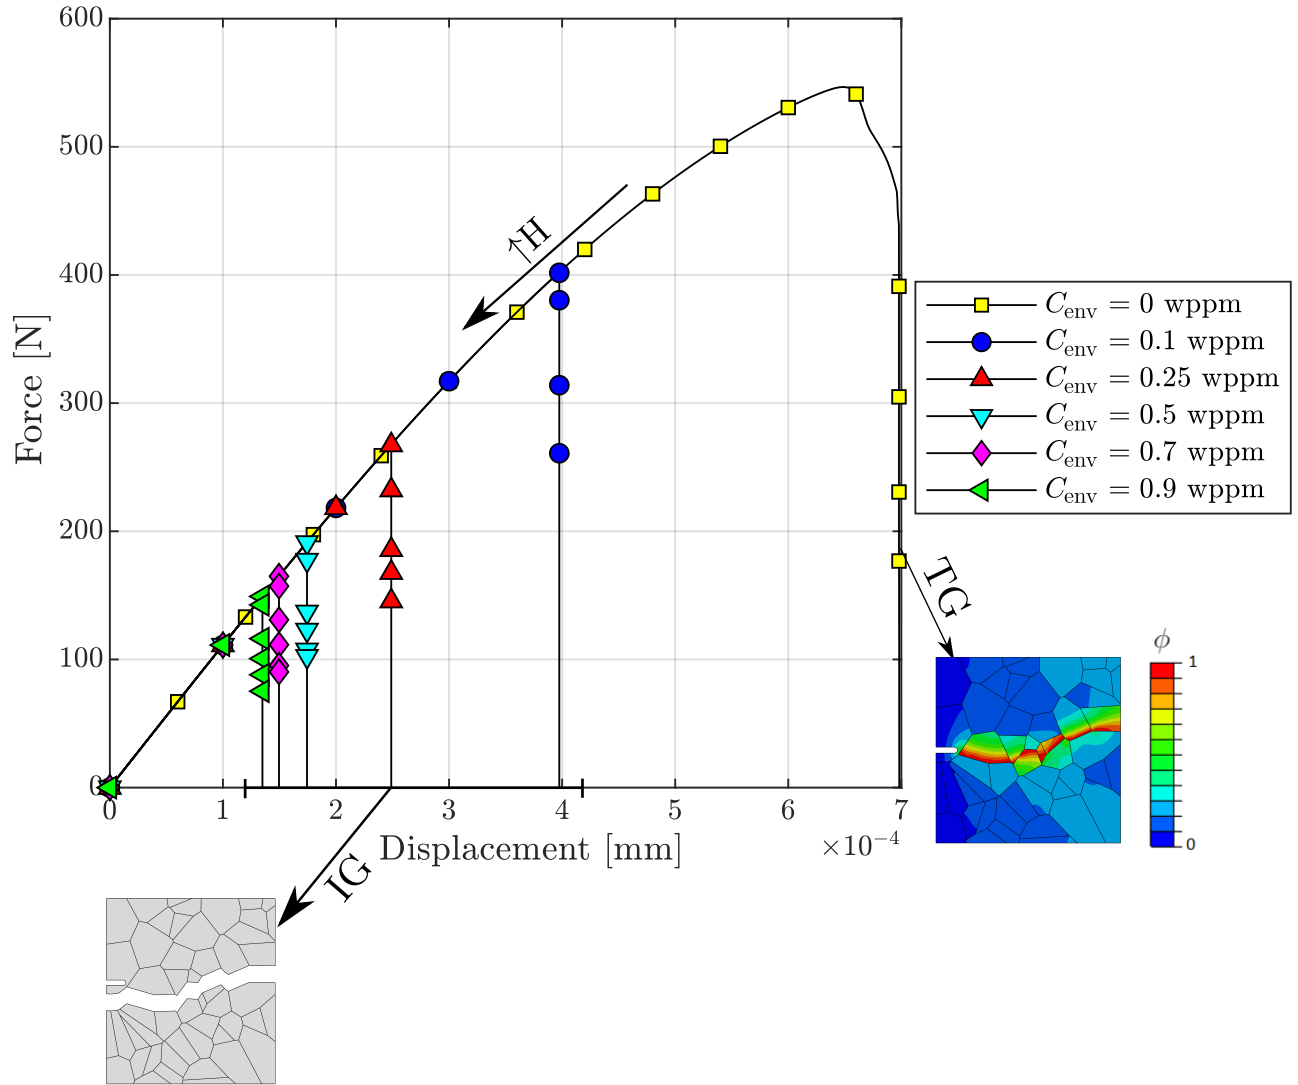 600
500
400
300
200
100
0
Force [N]
↑H
C_env = 0 wppm
C_env = 0.1 wppm
C_env = 0.25 wppm
C_env = 0.5 wppm
C_env = 0.7 wppm
C_env = 0.9 wppm
TG
0 1 2 3 4 5 6 7
Displacement [mm]
×10⁻⁴
ϕ
1
0
IG